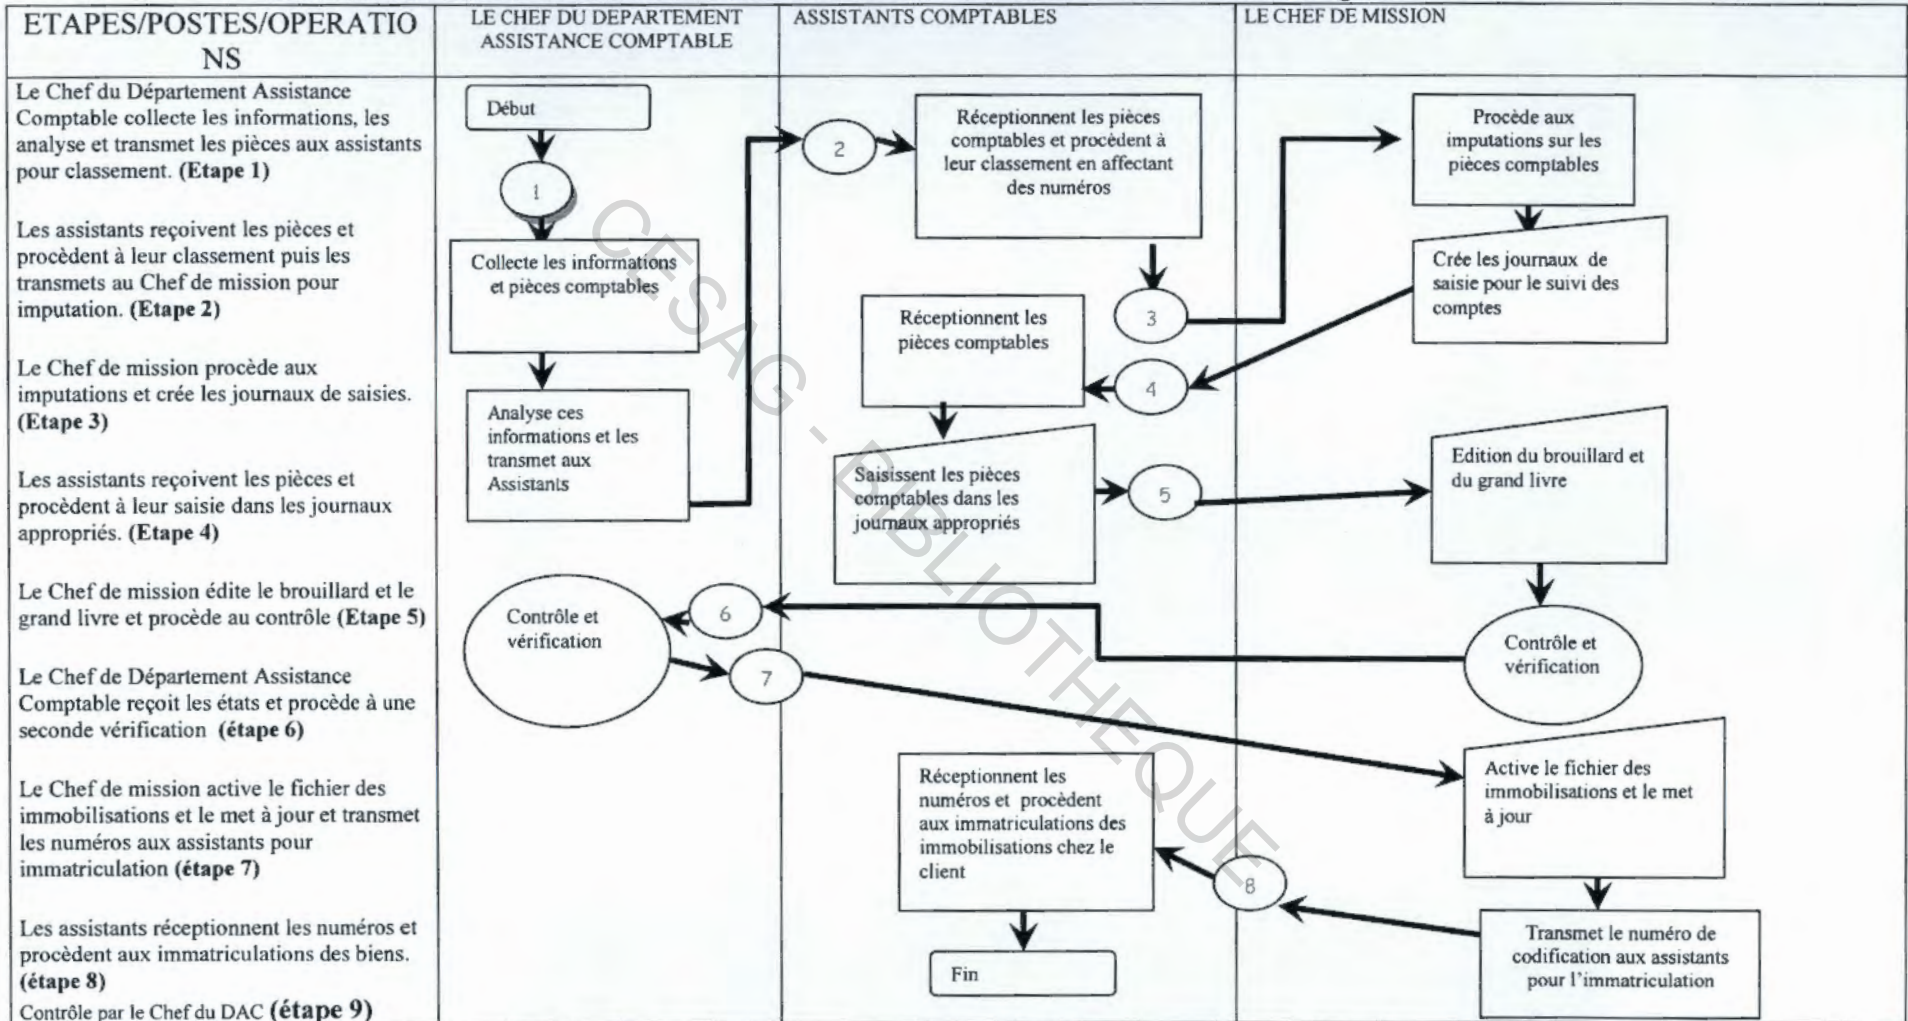 ETAPES/POSTES/OPERATIO
NS
LE CHEF DU DEPARTEMENT
ASSISTANCE COMPTABLE
ASSISTANTS COMPTABLES
LE CHEF DE MISSION
Le Chef du Département Assistance
Comptable collecte les informations, les
analyse et transmet les pièces aux assistants
pour classement. (Etape 1)
Les assistants reçoivent les pièces et
procèdent à leur classement puis les
transmets au Chef de mission pour
imputation. (Etape 2)
Le Chef de mission procède aux
imputations et crée les journaux de saisies.
(Etape 3)
Les assistants reçoivent les pièces et
procèdent à leur saisie dans les journaux
appropriés. (Etape 4)
Le Chef de mission édite le brouillard et le
grand livre et procède au contrôle (Etape 5)
Le Chef de Département Assistance
Comptable reçoit les états et procède à une
seconde vérification (étape 6)
Le Chef de mission active le fichier des
immobilisations et le met à jour et transmet
les numéros aux assistants pour
immatriculation (étape 7)
Les assistants réceptionnent les numéros et
procèdent aux immatriculations des biens.
(étape 8)
Contrôle par le Chef du DAC (étape 9)
Début
1
Collecte les informations
et pièces comptables
Analyse ces
informations et les
transmet aux
Assistants
2
Réceptionnent les pièces
comptables et procèdent à
leur classement en affectant
des numéros
3
Procède aux
imputations sur les
pièces comptables
Crée les journaux de
saisie pour le suivi des
comptes
4
Réceptionnent les
pièces comptables
Saisissent les pièces
comptables dans les
journaux appropriés
5
Edition du brouillard et
du grand livre
Contrôle et
vérification
6
Contrôle et
vérification
7
Active le fichier des
immobilisations et le met
à jour
Transmet le numéro de
codification aux assistants
pour l'immatriculation
8
Réceptionnent les
numéros et procèdent
aux immatriculations des
immobilisations chez le
client
Fin
CESAG - BIBLIOTHEQUE